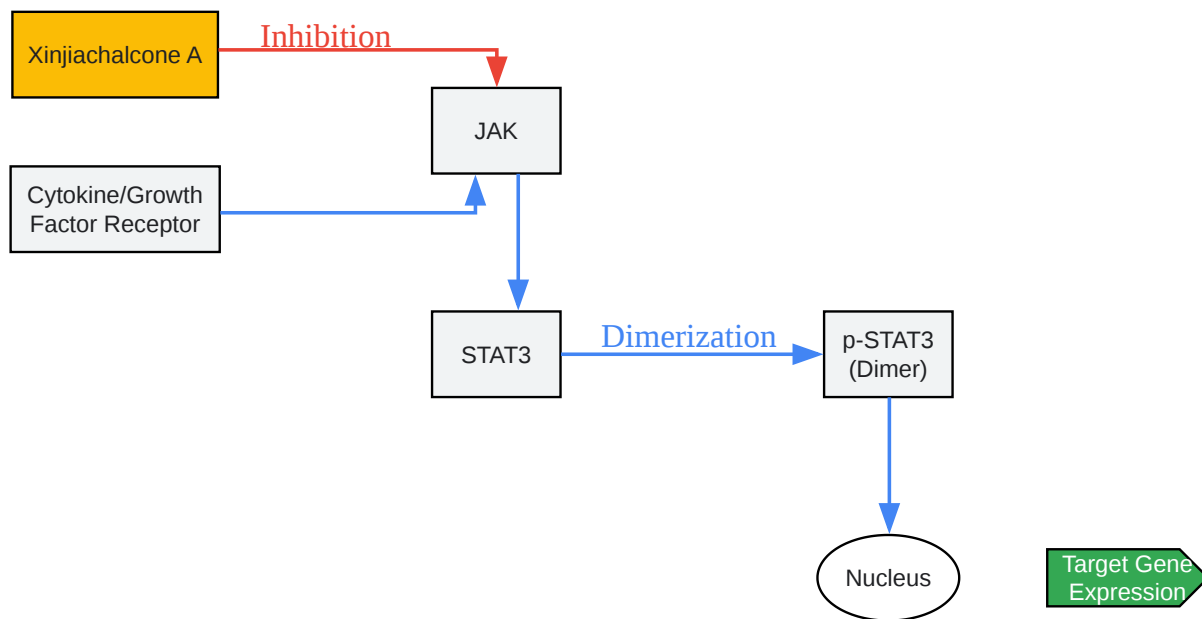 Xinjiachalcone A
Inhibition
JAK
Cytokine/Growth
Factor Receptor
STAT3
Dimerization
p-STAT3
(Dimer)
Nucleus
Target Gene
Expression